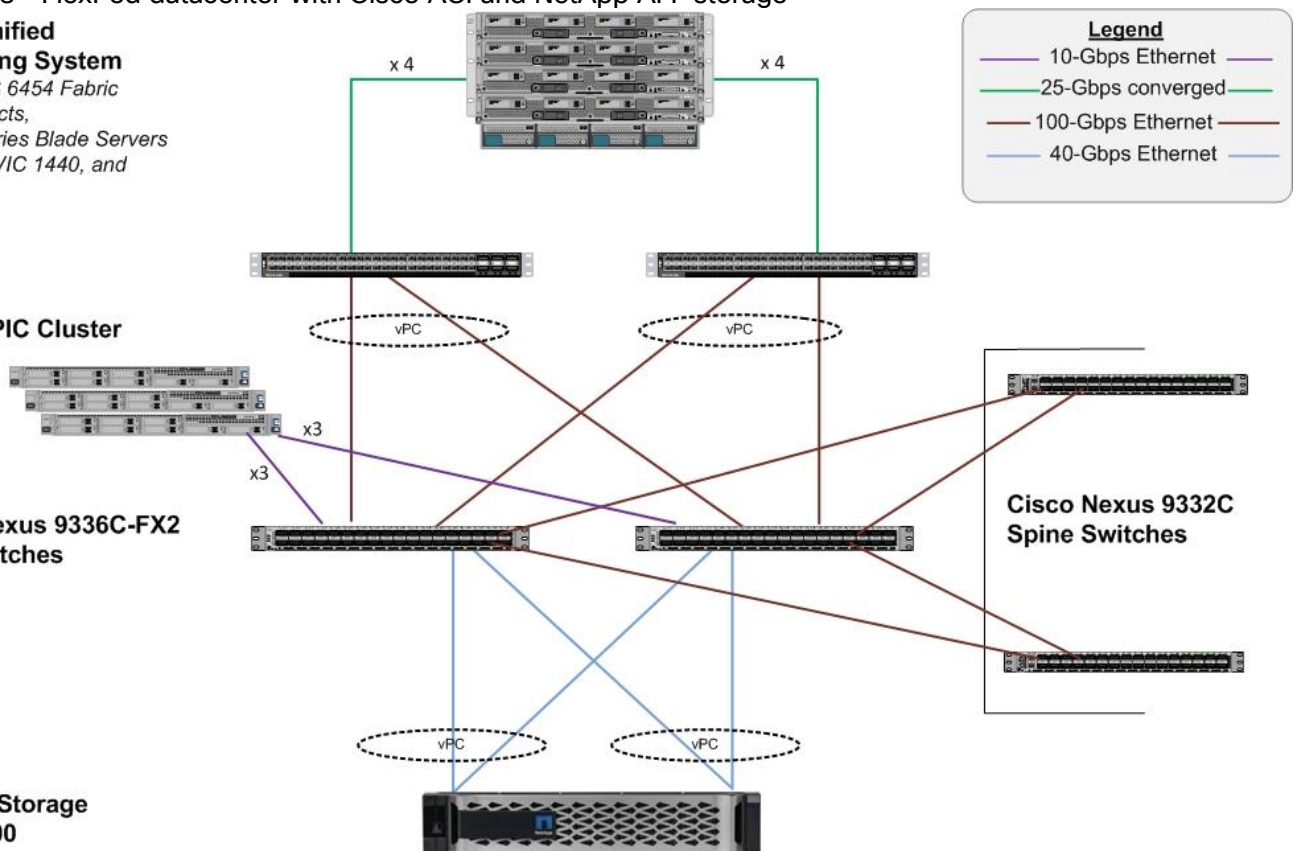 FlexPod datacenter with Cisco ACI and NetApp AFF storage
nified
ng System
6454 Fabric
cts,
ries Blade Servers
VIC 1440, and
x 4
x 4
Legend
10-Gbps Ethernet
25-Gbps converged
100-Gbps Ethernet
40-Gbps Ethernet
vPC
vPC
PIC Cluster
x3
x3
exus 9336C-FX2
tches
Cisco Nexus 9332C
Spine Switches
vPC
vPC
Storage
00